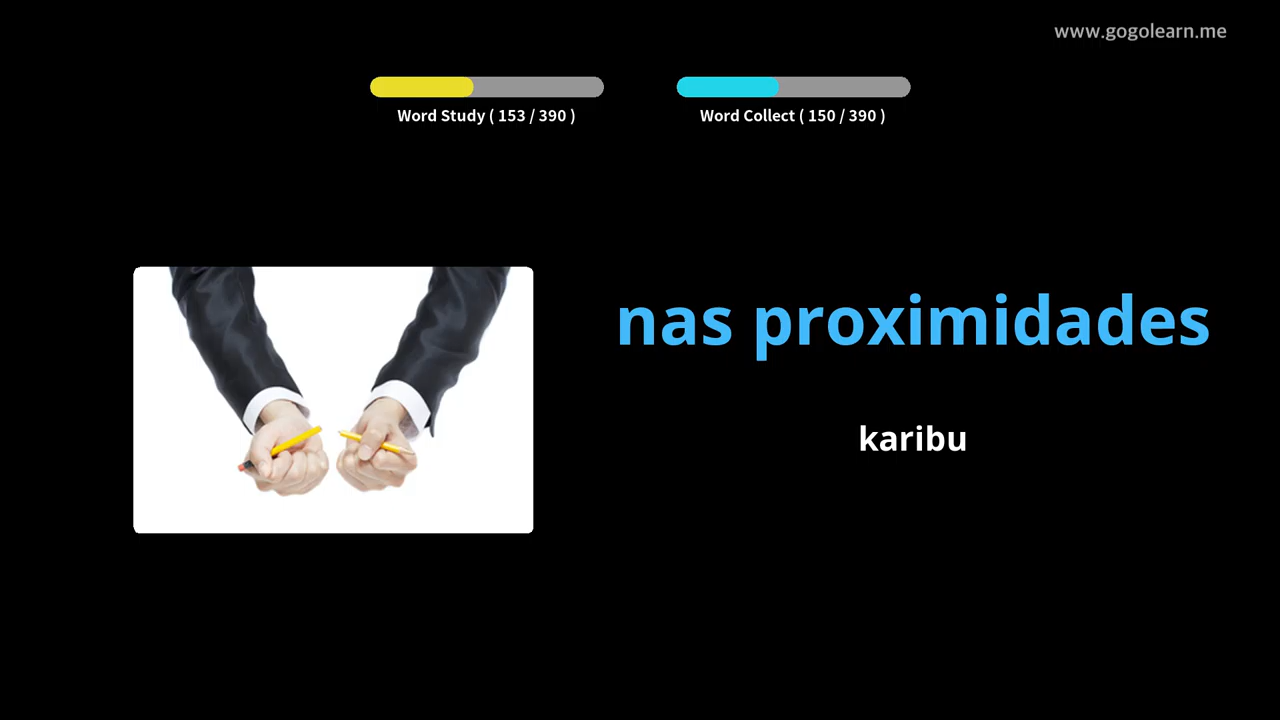 www.gogolearn.me
Word Study ( 153 / 390 )
Word Collect ( 150 / 390 )
nas proximidades
karibu